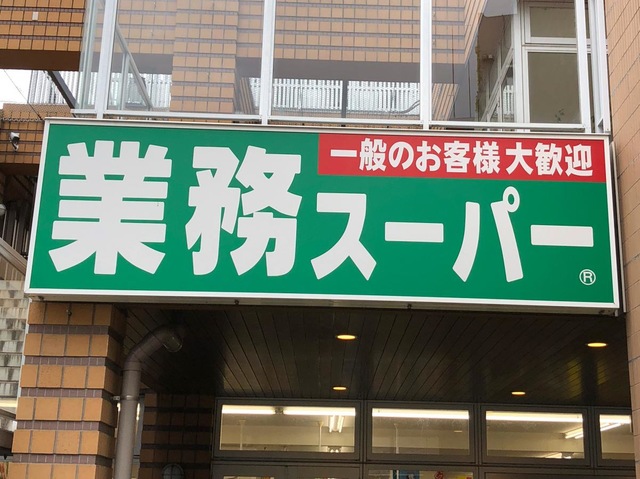 一般のお客様大歓迎
業務スーパー
®